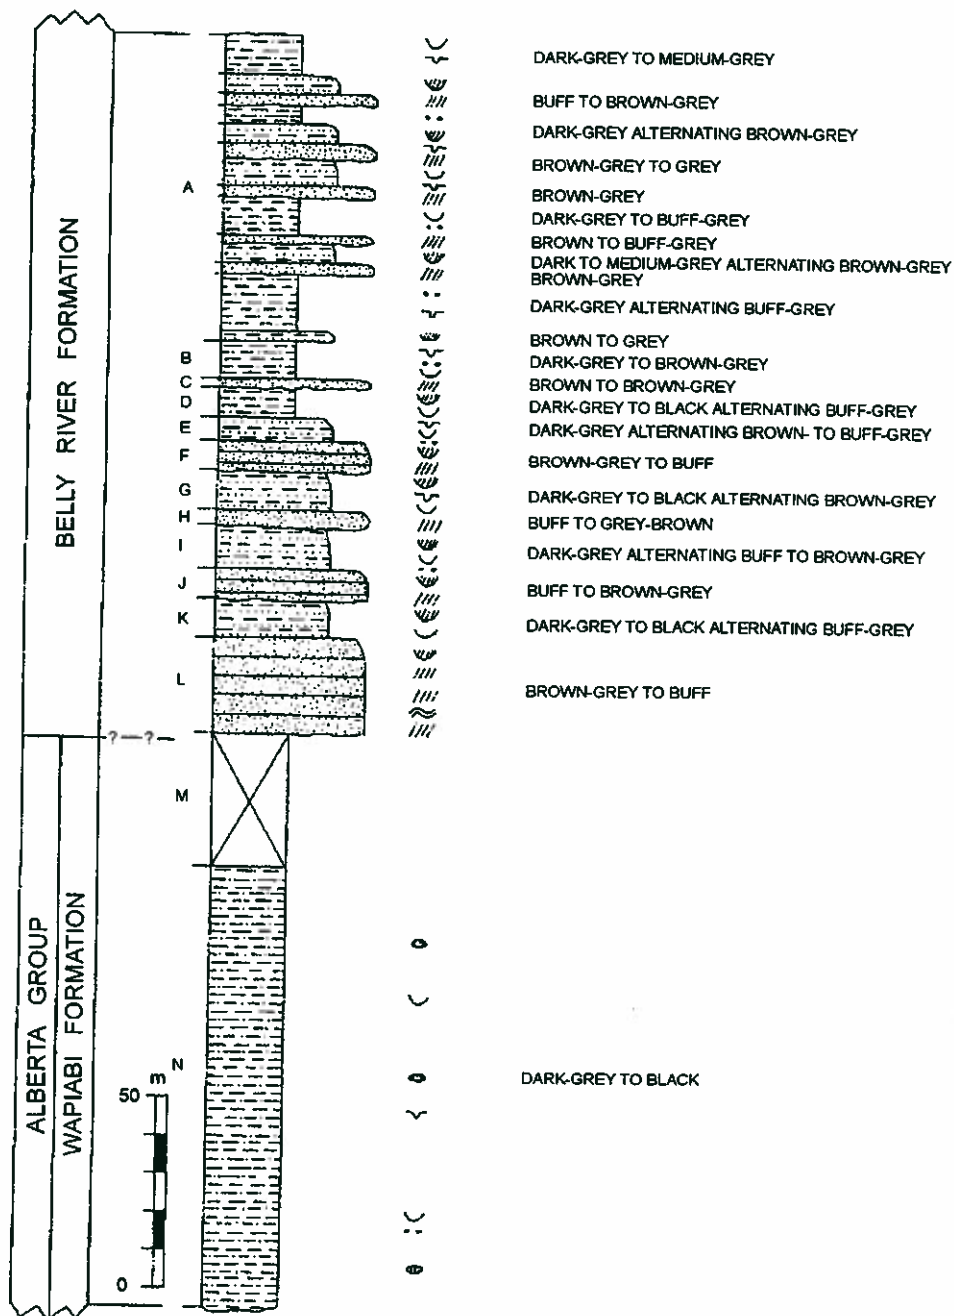 BELLY RIVER FORMATION
ALBERTA GROUP
WAPIABI FORMATION
A
B
C
D
E
F
G
H
I
J
K
L
?—?
M
N
m
50
0
DARK-GREY TO MEDIUM-GREY
BUFF TO BROWN-GREY
DARK-GREY ALTERNATING BROWN-GREY
BROWN-GREY TO GREY
BROWN-GREY
DARK-GREY TO BUFF-GREY
BROWN TO BUFF-GREY
DARK TO MEDIUM-GREY ALTERNATING BROWN-GREY
BROWN-GREY
DARK-GREY ALTERNATING BUFF-GREY
BROWN TO GREY
DARK-GREY TO BROWN-GREY
BROWN TO BROWN-GREY
DARK-GREY TO BLACK ALTERNATING BUFF-GREY
DARK-GREY ALTERNATING BROWN- TO BUFF-GREY
BROWN-GREY TO BUFF
DARK-GREY TO BLACK ALTERNATING BROWN-GREY
BUFF TO GREY-BROWN
DARK-GREY ALTERNATING BUFF TO BROWN-GREY
BUFF TO BROWN-GREY
DARK-GREY TO BLACK ALTERNATING BUFF-GREY
BROWN-GREY TO BUFF
DARK-GREY TO BLACK